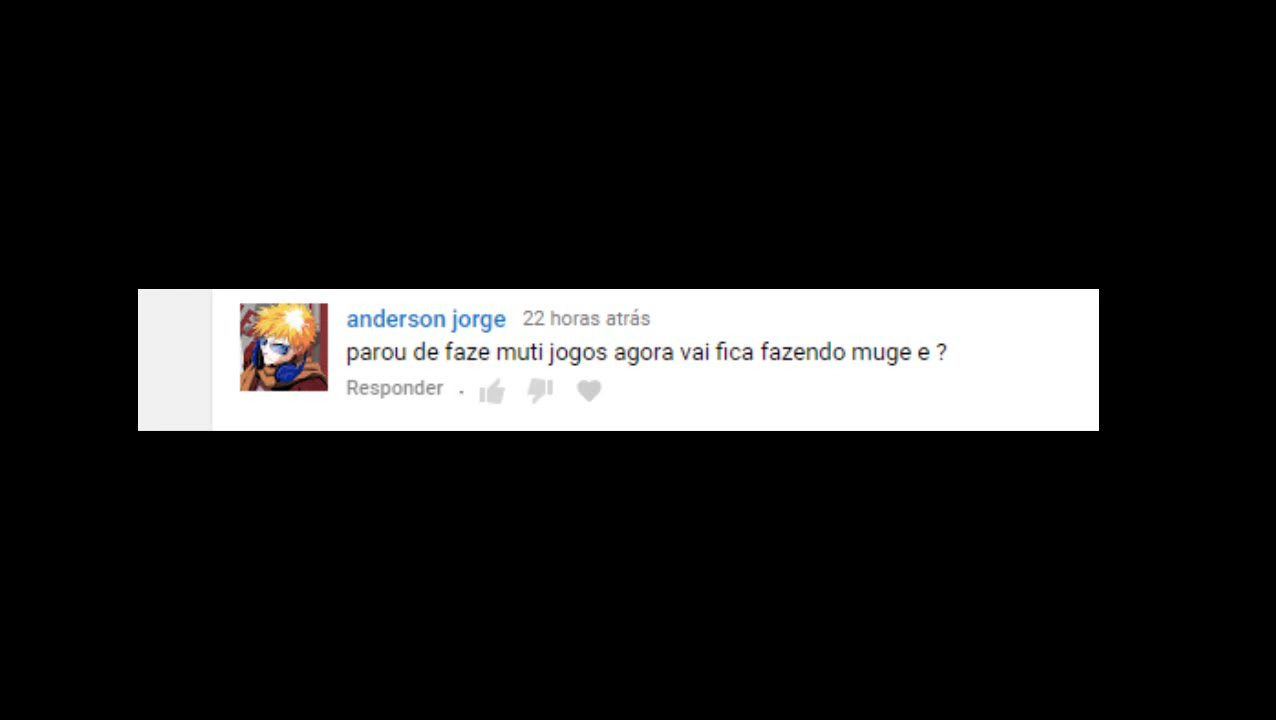 anderson jorge 22 horas atrás
parou de faze muti jogos agora vai fica fazendo muge e ?
Responder .